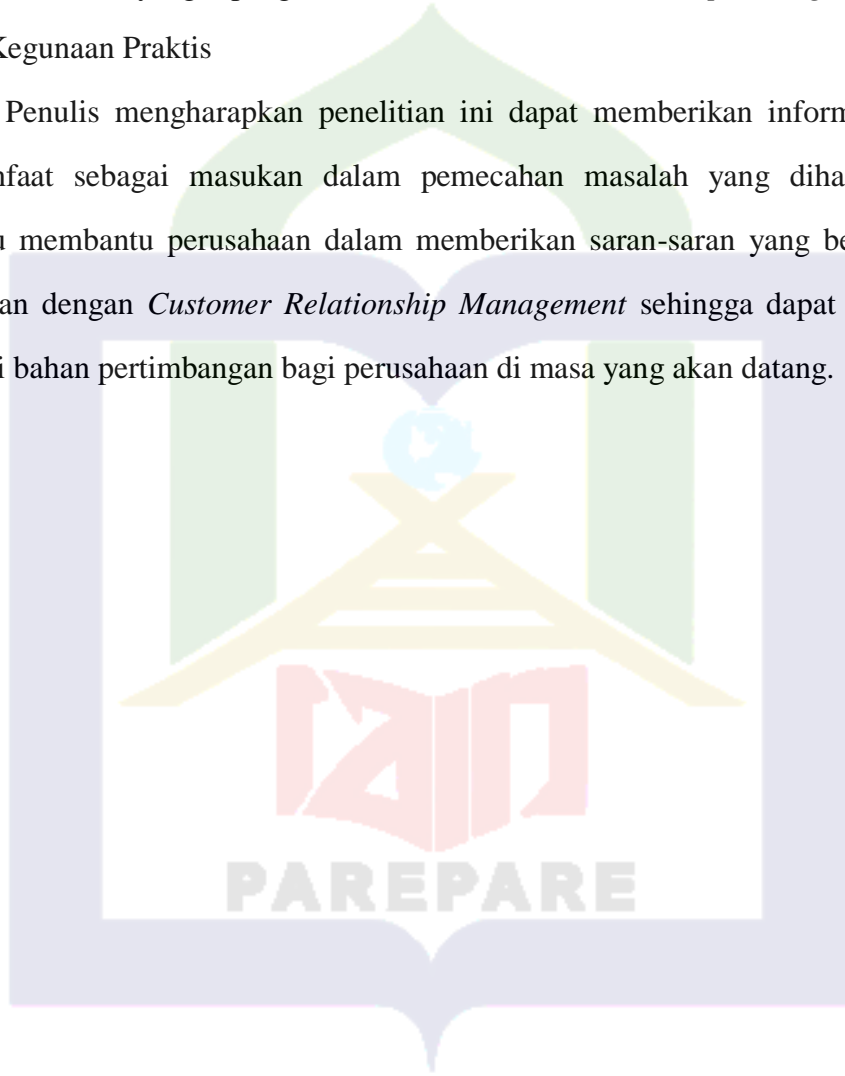 Kegunaan Praktis
Penulis mengharapkan penelitian ini dapat memberikan inform
nfaat sebagai masukan dalam pemecahan masalah yang diha
u membantu perusahaan dalam memberikan saran-saran yang be
an dengan Customer Relationship Management sehingga dapat
i bahan pertimbangan bagi perusahaan di masa yang akan datang.
iain
PAREPARE